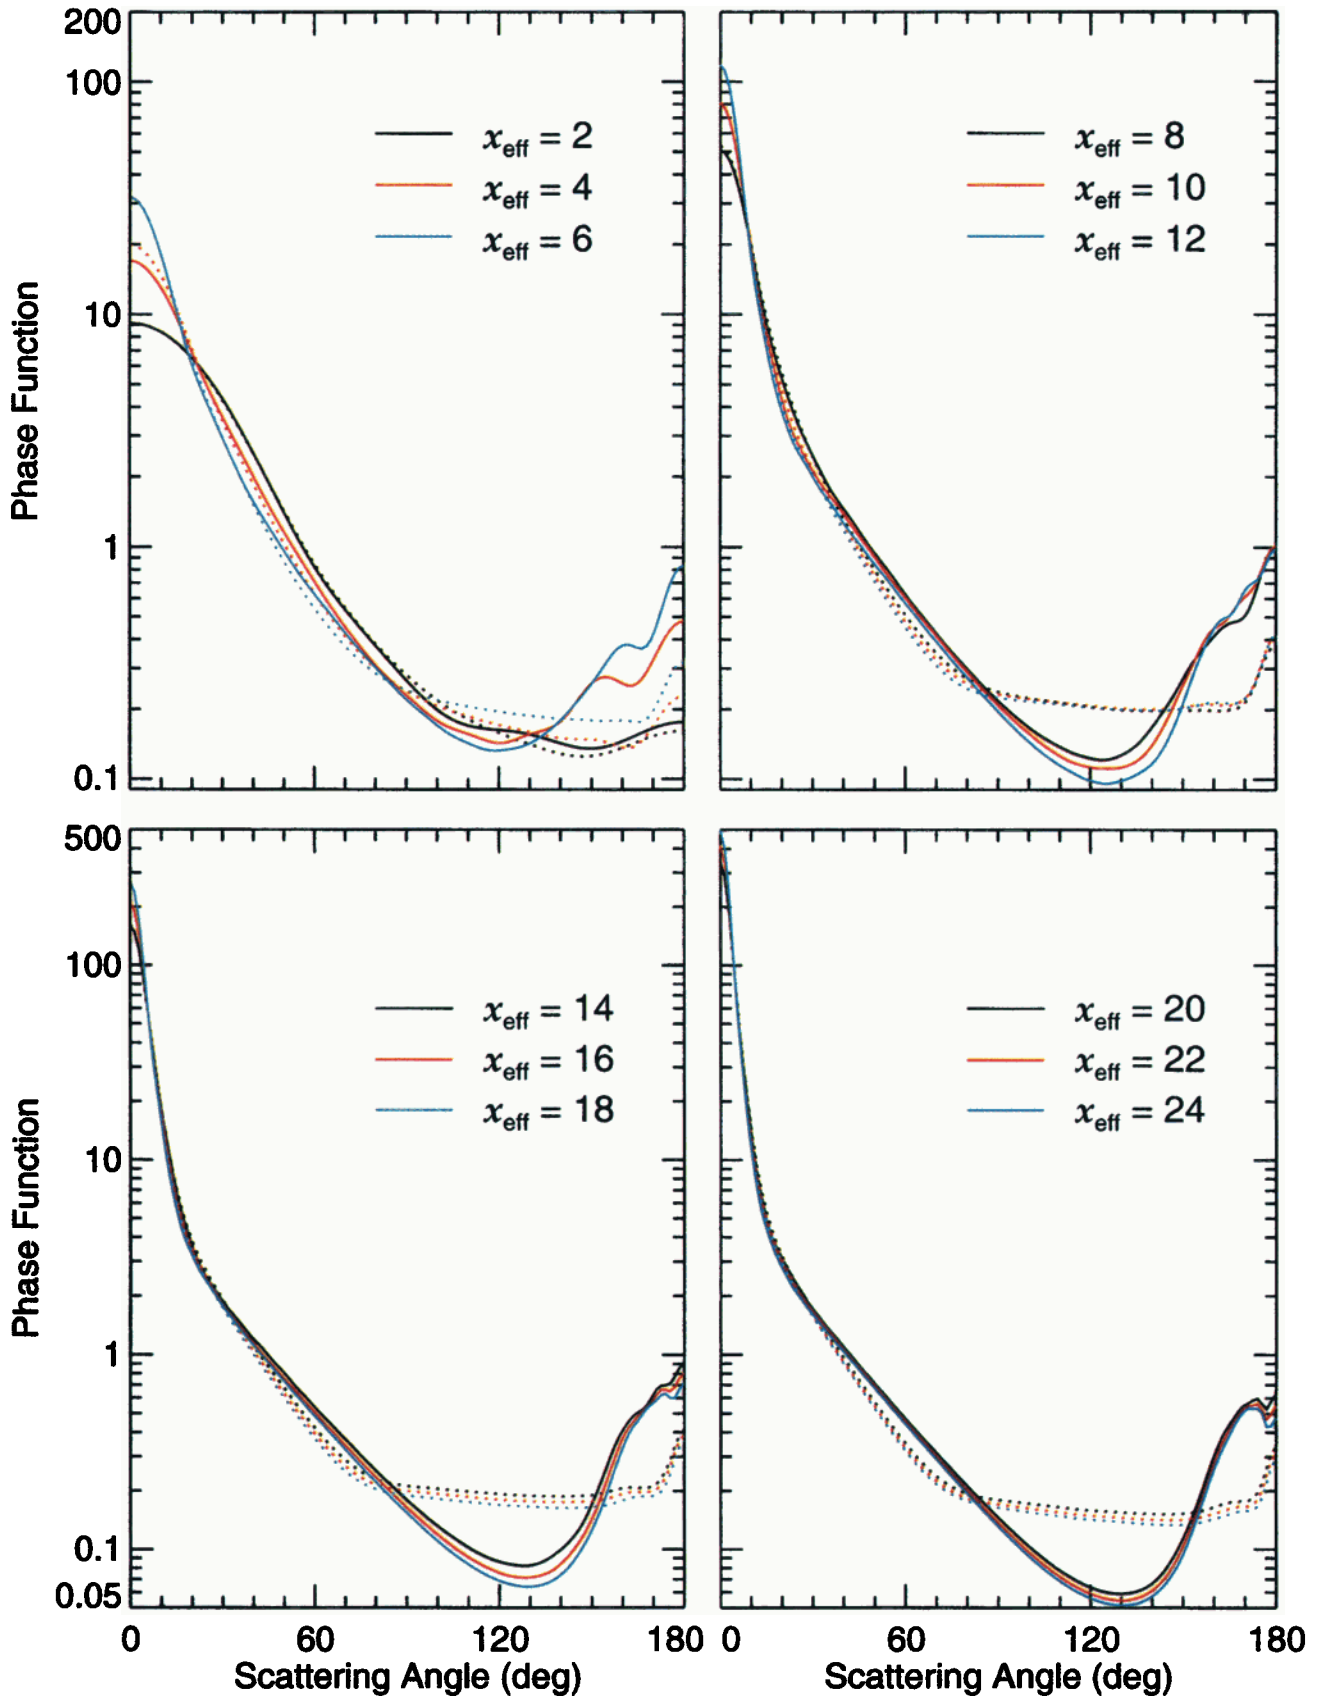 200
100
10
1
0.1
Phase Function
x_eff = 2
x_eff = 4
x_eff = 6
x_eff = 8
x_eff = 10
x_eff = 12
500
100
10
1
0.1
0.05
Phase Function
x_eff = 14
x_eff = 16
x_eff = 18
x_eff = 20
x_eff = 22
x_eff = 24
0 60 120 180
0 60 120 180
Scattering Angle (deg)
Scattering Angle (deg)